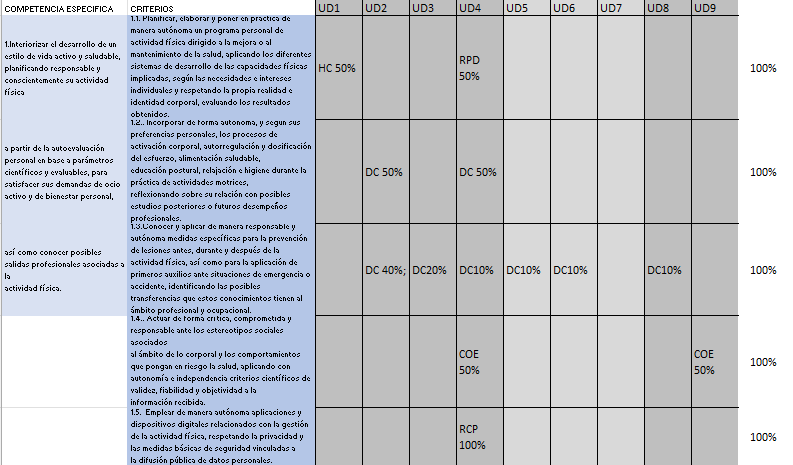 COMPETENCIA ESPECIFICA CRITERIOS UD1 UD2 UD3 UD4 UD5 UD6 UD7 UD8 UD9
1.Interiorizar el desarrollo de un
estilo de vida activo y saludable,
planificando responsable y
conscientemente su actividad
física
1.1. Planificar, elaborar y poner en práctica de
manera autónoma un programa personal de
actividad física dirigido a la mejora o al
mantenimiento de la salud, aplicando los diferentes
sistemas de desarrollo de las capacidades físicas
implicadas, según las necesidades e intereses
individuales y respetando la propia realidad e
identidad corporal, evaluando los resultados
obtenidos.
HC 50%
RPD
50%
100%
a partir de la autoevaluación
personal en base a parámetros
científicos y evaluables, para
satisfacer sus demandas de ocio
activo y de bienestar personal,
1.2.. Incorporar de forma autónoma, y según sus
preferencias personales, los procesos de
activación corporal, autorregulación y dosificación
del esfuerzo, alimentación saludable,
educación postural, relajación e higiene durante la
práctica de actividades motrices,
reflexionando sobre su relación con posibles
estudios posteriores o futuros desempeños
profesionales.
DC 50%
DC 50%
100%
así como conocer posibles
salidas profesionales asociadas a
la
actividad física.
1.3.Conocer y aplicar de manera responsable y
autónoma medidas específicas para la prevención
de lesiones antes, durante y después de la
actividad física, así como para la aplicación de
primeros auxilios ante situaciones de emergencia o
accidente, identificando las posibles
transferencias que estos conocimientos tienen al
ámbito profesional y ocupacional.
DC 40%; DC20% DC10% DC10% DC10% DC10%
100%
1.4.. Actuar de forma crítica, comprometida y
responsable ante los estereotipos sociales
asociados
al ámbito de lo corporal y los comportamientos
que pongan en riesgo la salud, aplicando con
autonomía e independencia criterios científicos de
validez, fiabilidad y objetividad a la
información recibida.
COE
50%
COE
50%
100%
1.5. Emplear de manera autónoma aplicaciones y
dispositivos digitales relacionados con la gestión
de la actividad física, respetando la privacidad y
las medidas básicas de seguridad vinculadas a
la difusión pública de datos personales.
RCP
100%
100%